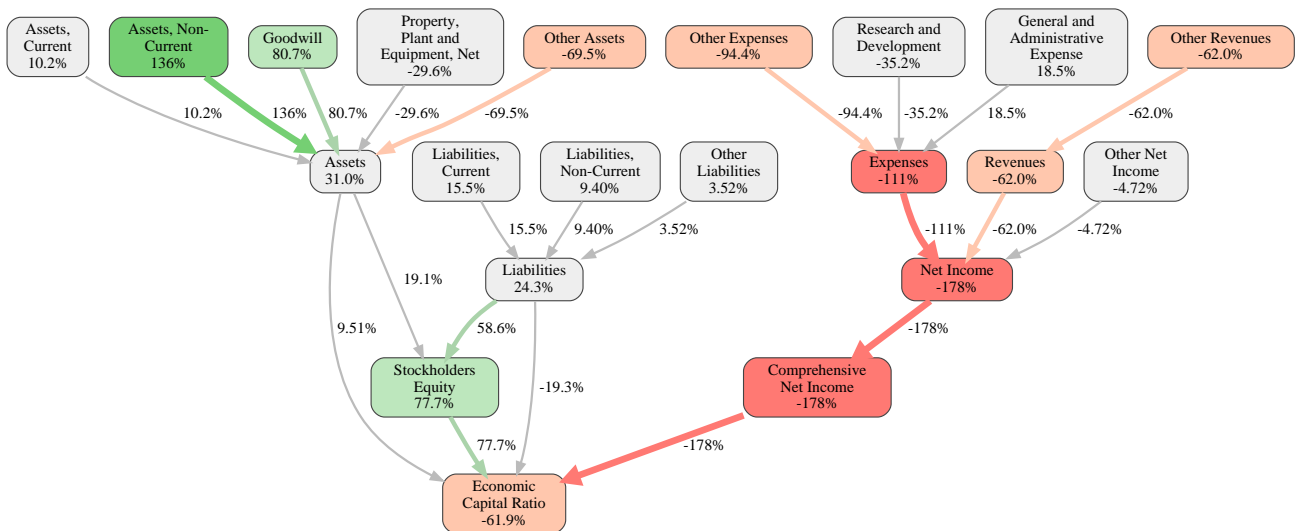 Assets,
Current
10.2%
Assets, Non-
Current
136%
Goodwill
80.7%
Property,
Plant and
Equipment, Net
-29.6%
Other Assets
-69.5%
Other Expenses
-94.4%
Research and
Development
-35.2%
General and
Administrative
Expense
18.5%
Other Revenues
-62.0%
10.2%
136%
80.7%
-29.6%
-69.5%
-94.4%
-35.2%
18.5%
-62.0%
Assets
31.0%
Liabilities,
Current
15.5%
Liabilities,
Non-Current
9.40%
Other
Liabilities
3.52%
Expenses
-111%
Revenues
-62.0%
Other Net
Income
-4.72%
15.5%
9.40%
3.52%
-111%
-62.0%
-4.72%
19.1%
Liabilities
24.3%
Net Income
-178%
9.51%
58.6%
-178%
Stockholders
Equity
77.7%
-19.3%
Comprehensive
Net Income
-178%
77.7%
-178%
Economic
Capital Ratio
-61.9%